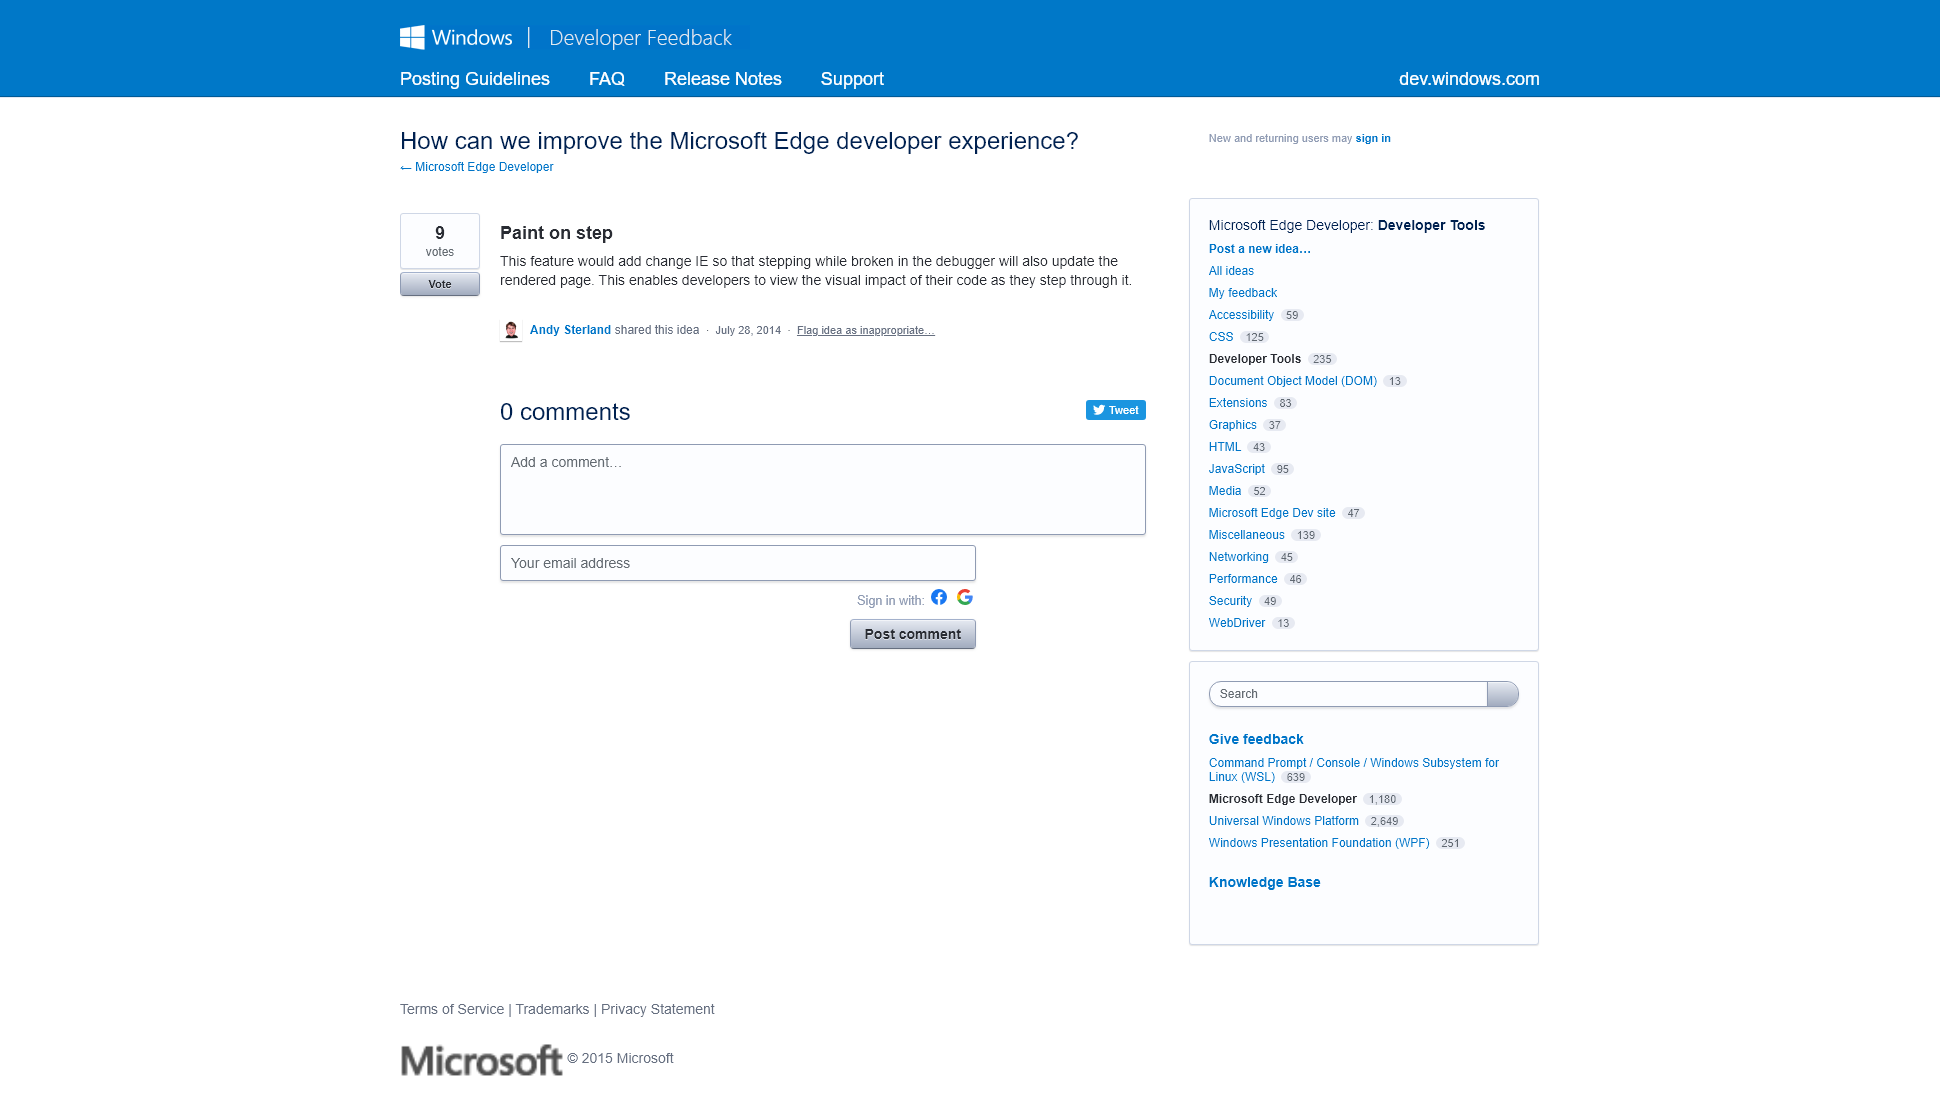 Windows | Developer Feedback
Posting Guidelines FAQ Release Notes Support dev.windows.com
How can we improve the Microsoft Edge developer experience?
← Microsoft Edge Developer
New and returning users may sign in
9
votes
Vote
Paint on step
This feature would add change IE so that stepping while broken in the debugger will also update the
rendered page. This enables developers to view the visual impact of their code as they step through it.
Andy Sterland shared this idea · July 28, 2014 · Flag idea as inappropriate…
0 comments
Tweet
Add a comment…
Your email address
Sign in with:
Post comment
Microsoft Edge Developer: Developer Tools
Post a new idea…
All ideas
My feedback
Accessibility 59
CSS 125
Developer Tools 235
Document Object Model (DOM) 13
Extensions 83
Graphics 37
HTML 43
JavaScript 95
Media 52
Microsoft Edge Dev site 47
Miscellaneous 139
Networking 45
Performance 46
Security 49
WebDriver 13
Search
Give feedback
Command Prompt / Console / Windows Subsystem for
Linux (WSL) 639
Microsoft Edge Developer 1,180
Universal Windows Platform 2,649
Windows Presentation Foundation (WPF) 251
Knowledge Base
Terms of Service | Trademarks | Privacy Statement
Microsoft © 2015 Microsoft